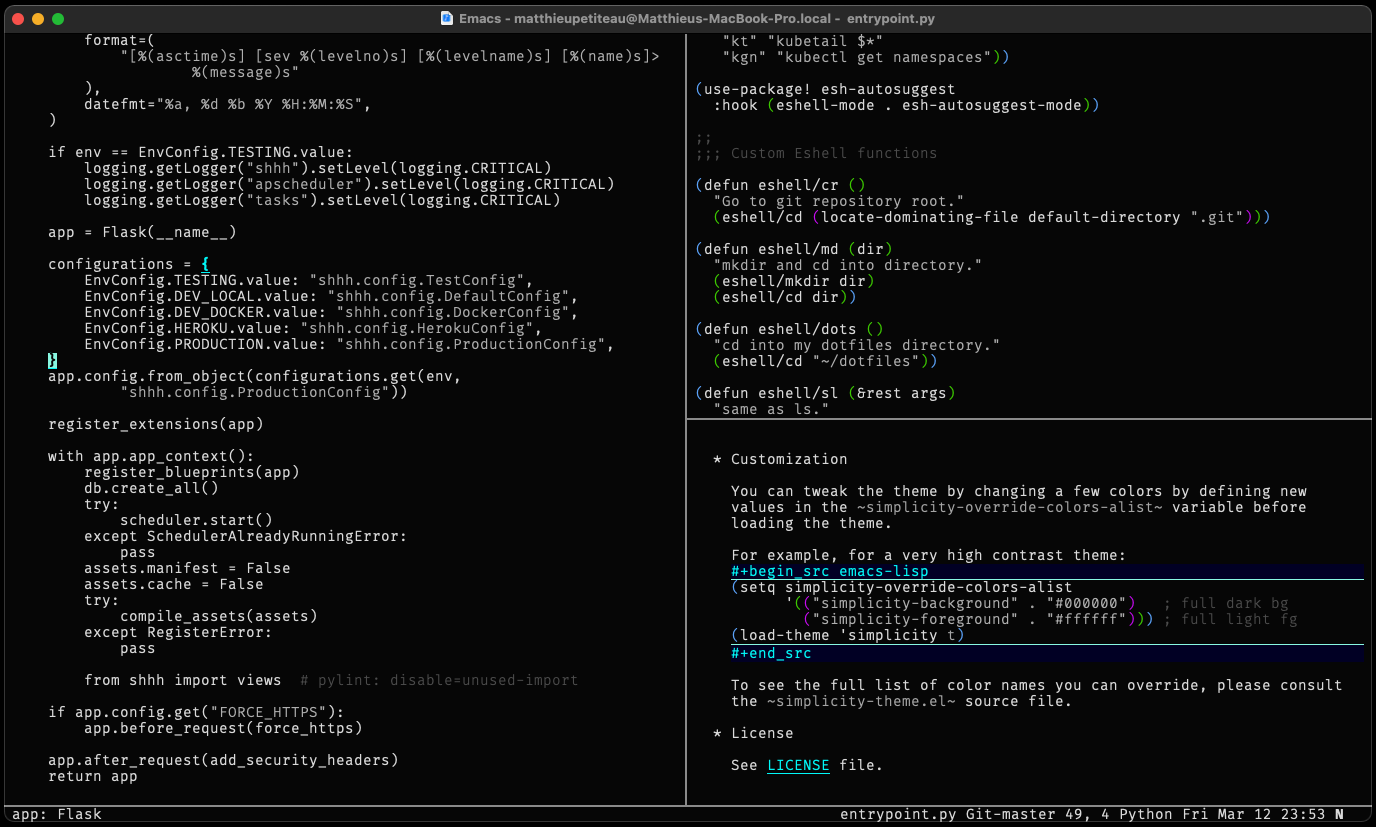 Emacs - matthieupetiteau@Matthieus-MacBook-Pro.local - entrypoint.py
format=(
"[%(asctime)s] [sev %(levelno)s] [%(levelname)s] [%(name)s]>
%(message)s"
),
datefmt="%a, %d %b %Y %H:%M:%S",
)
if env == EnvConfig.TESTING.value:
logging.getLogger("shhh").setLevel(logging.CRITICAL)
logging.getLogger("apscheduler").setLevel(logging.CRITICAL)
logging.getLogger("tasks").setLevel(logging.CRITICAL)
app = Flask(__name__)
configurations = {
EnvConfig.TESTING.value: "shhh.config.TestConfig",
EnvConfig.DEV_LOCAL.value: "shhh.config.DefaultConfig",
EnvConfig.DEV_DOCKER.value: "shhh.config.DockerConfig",
EnvConfig.HEROKU.value: "shhh.config.HerokuConfig",
EnvConfig.PRODUCTION.value: "shhh.config.ProductionConfig",
}
app.config.from_object(configurations.get(env,
"shhh.config.ProductionConfig"))
register_extensions(app)
with app.app_context():
register_blueprints(app)
db.create_all()
try:
scheduler.start()
except SchedulerAlreadyRunningError:
pass
assets.manifest = False
assets.cache = False
try:
compile_assets(assets)
except RegisterError:
pass
from shhh import views  # pylint: disable=unused-import
if app.config.get("FORCE_HTTPS"):
app.before_request(force_https)
app.after_request(add_security_headers)
return app
"kt" "kubetail $*"
"kgn" "kubectl get namespaces"))
(use-package! esh-autosuggest
:hook (eshell-mode . esh-autosuggest-mode))
;;
;;; Custom Eshell functions
(defun eshell/cr ()
"Go to git repository root."
(eshell/cd (locate-dominating-file default-directory ".git")))
(defun eshell/md (dir)
"mkdir and cd into directory."
(eshell/mkdir dir)
(eshell/cd dir))
(defun eshell/dots ()
"cd into my dotfiles directory."
(eshell/cd "~/dotfiles"))
(defun eshell/sl (&rest args)
"same as ls."
* Customization
You can tweak the theme by changing a few colors by defining new
values in the ~simplicity-override-colors-alist~ variable before
loading the theme.
For example, for a very high contrast theme:
#+begin_src emacs-lisp
(setq simplicity-override-colors-alist
'(("simplicity-background" . "#000000")   ; full dark bg
("simplicity-foreground" . "#ffffff"))) ; full light fg
(load-theme 'simplicity t)
#+end_src
To see the full list of color names you can override, please consult
the ~simplicity-theme.el~ source file.
* License
See LICENSE file.
app: Flask
entrypoint.py Git-master 49, 4 Python Fri Mar 12 23:53 N